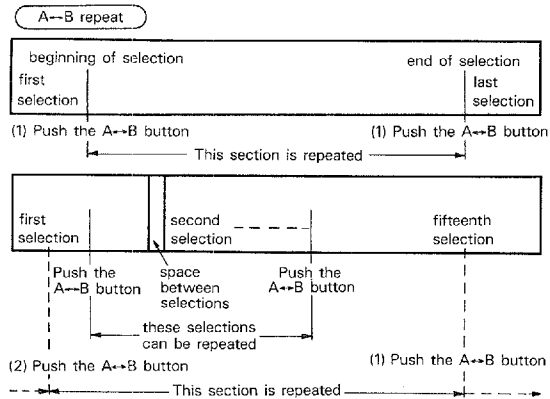 A↔B repeat
beginning of selection
end of selection
first
selection
last
selection
(1) Push the A↔B button
(1) Push the A↔B button
This section is repeated
first
selection
second
selection
fifteenth
selection
Push the
A↔B button
space
between
selections
Push the
A↔B button
these selections
can be repeated
(2) Push the A↔B button
(1) Push the A↔B button
This section is repeated